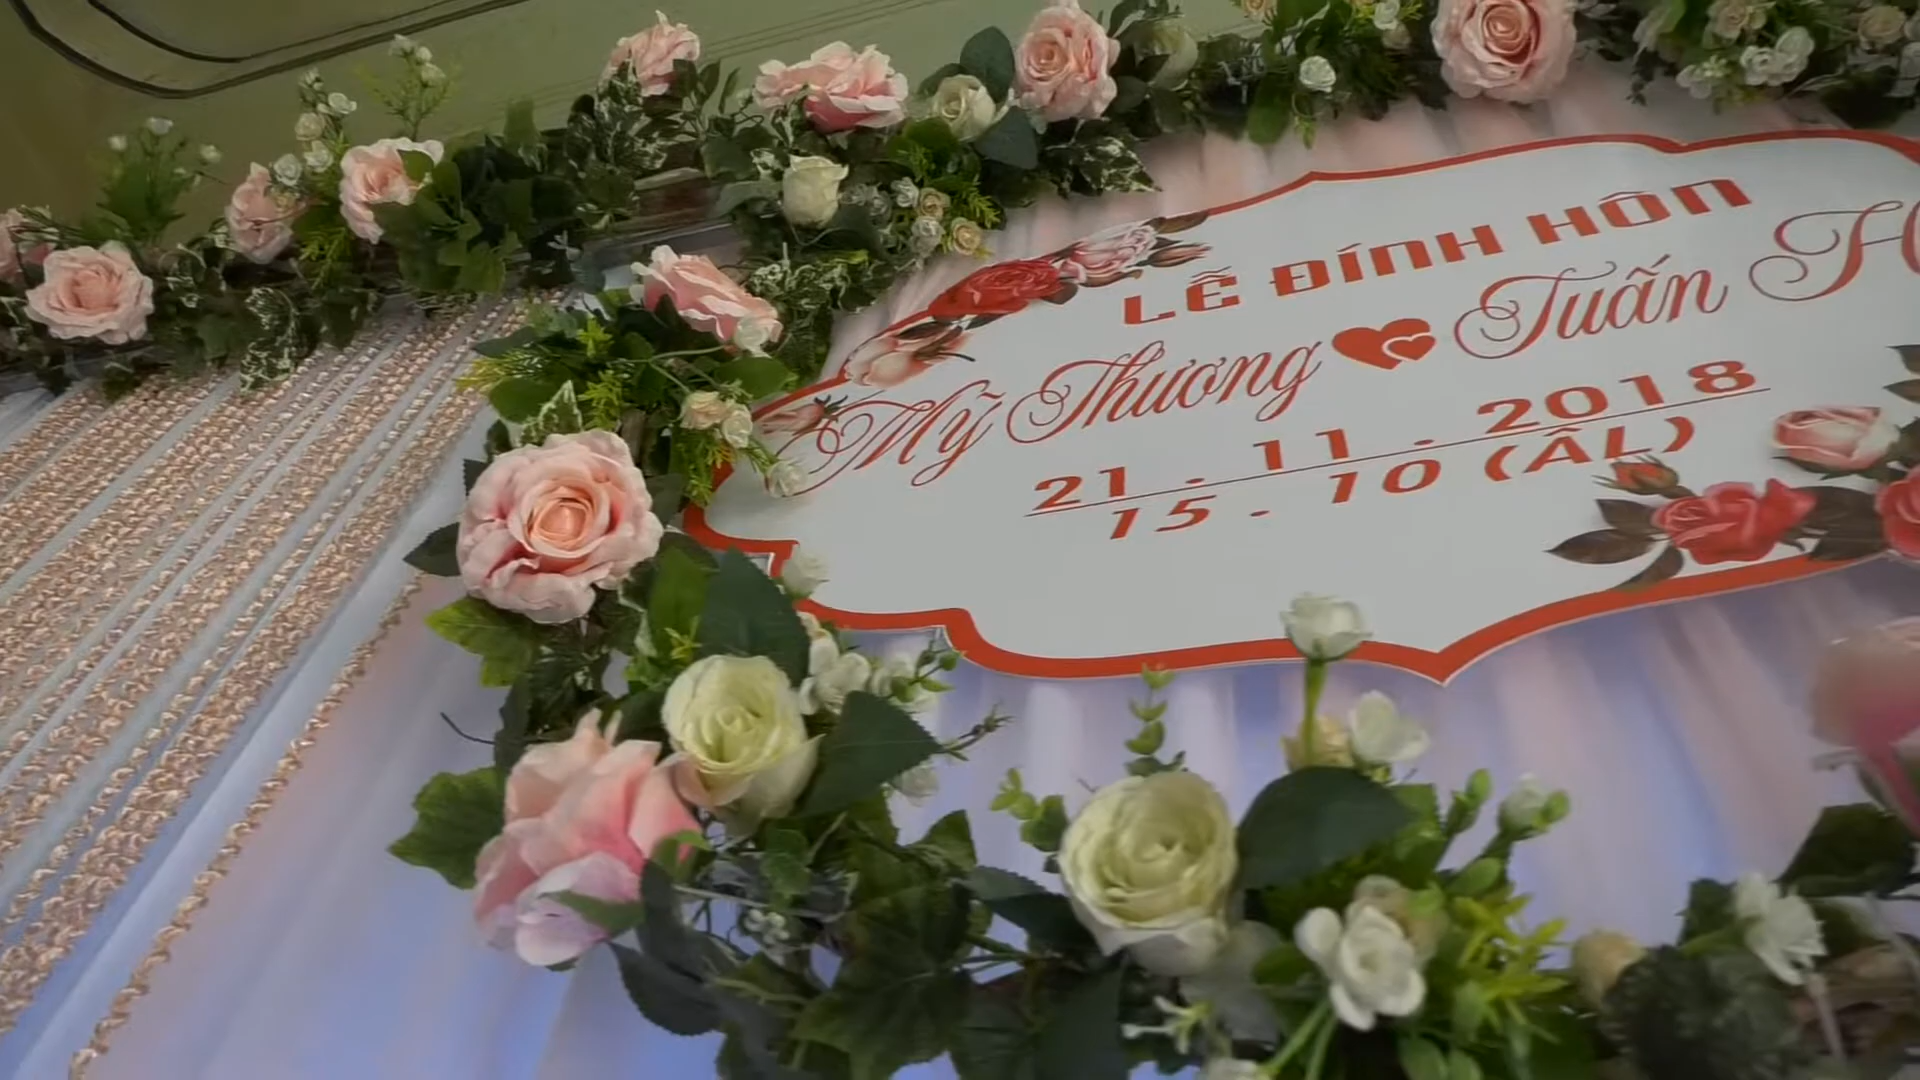 LỄ ĐÍNH HÔN
Mỹ Thương Tuấn
21 . 11 . 2018
15 - 10 (ÂL)